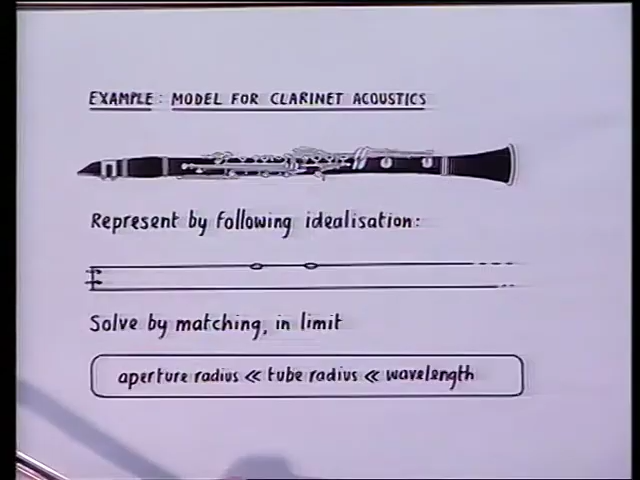 EXAMPLE: MODEL FOR CLARINET ACOUSTICS
Represent by following idealisation:
Solve by matching, in limit
aperture radius ≪ tube radius ≪ wavelength